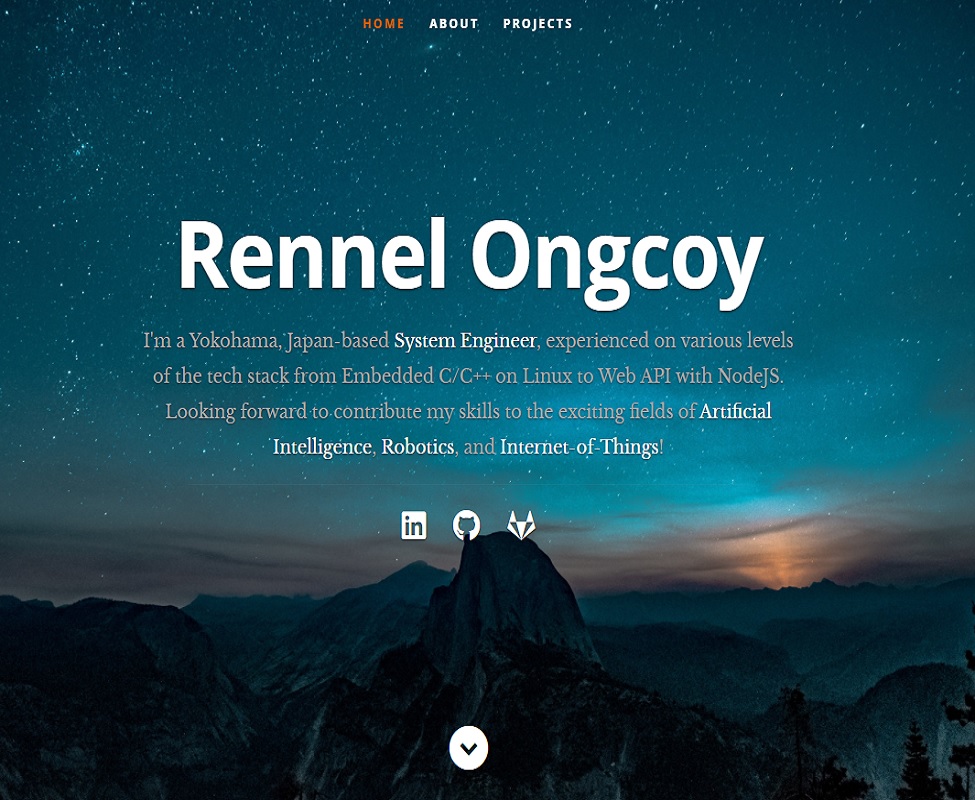 HOME ABOUT PROJECTS
Rennel Ongcoy
I'm a Yokohama, Japan-based System Engineer, experienced on various levels
of the tech stack from Embedded C/C++ on Linux to Web API with NodeJS.
Looking forward to contribute my skills to the exciting fields of Artificial
Intelligence, Robotics, and Internet-of-Things!
in